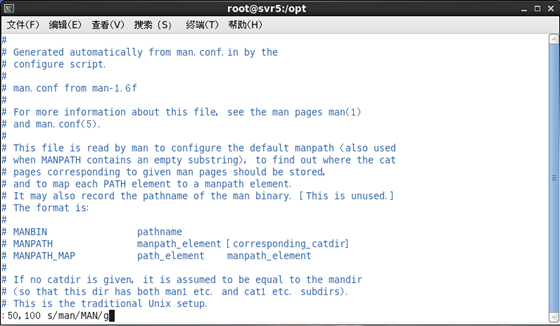 root@svr5:/opt
文件(F) 编辑(E) 查看(V) 搜索 (S) 终端(T) 帮助(H)
#
# Generated automatically from man.conf.in by the
# configure script.
#
# man.conf from man-1.6f
#
# For more information about this file, see the man pages man(1)
# and man.conf(5).
#
# This file is read by man to configure the default manpath (also used
# when MANPATH contains an empty substring), to find out where the cat
# pages corresponding to given man pages should be stored,
# and to map each PATH element to a manpath element.
# It may also record the pathname of the man binary. [This is unused.]
# The format is:
#
# MANBIN pathname
# MANPATH manpath_element [corresponding_catdir]
# MANPATH_MAP path_element manpath_element
#
# If no catdir is given, it is assumed to be equal to the mandir
# (so that this dir has both man1 etc. and cat1 etc. subdirs).
# This is the traditional Unix setup.
:50,100 s/man/MAN/g